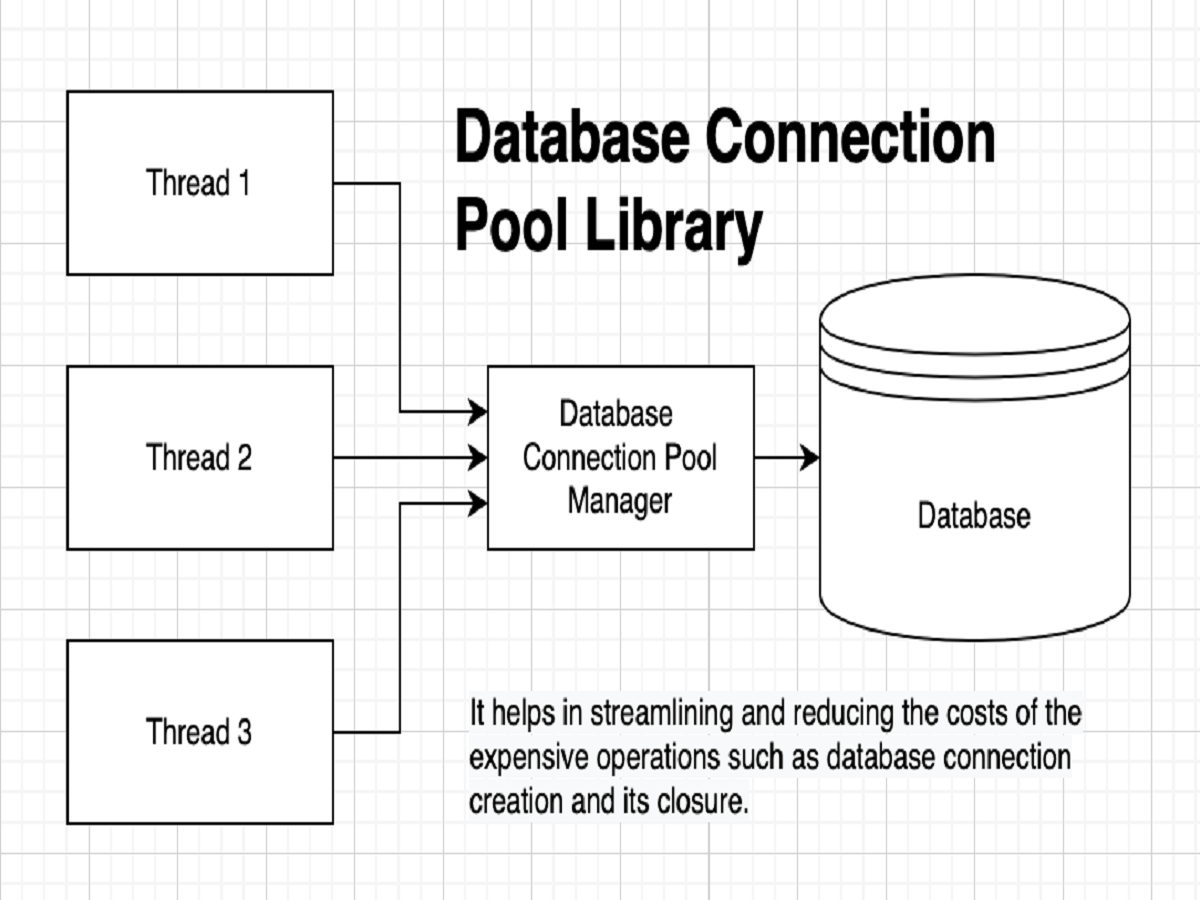 Database Connection
Pool Library
Thread 1
Thread 2
Database
Connection Pool
Manager
Database
Thread 3
It helps in streamlining and reducing the costs of the
expensive operations such as database connection
creation and its closure.